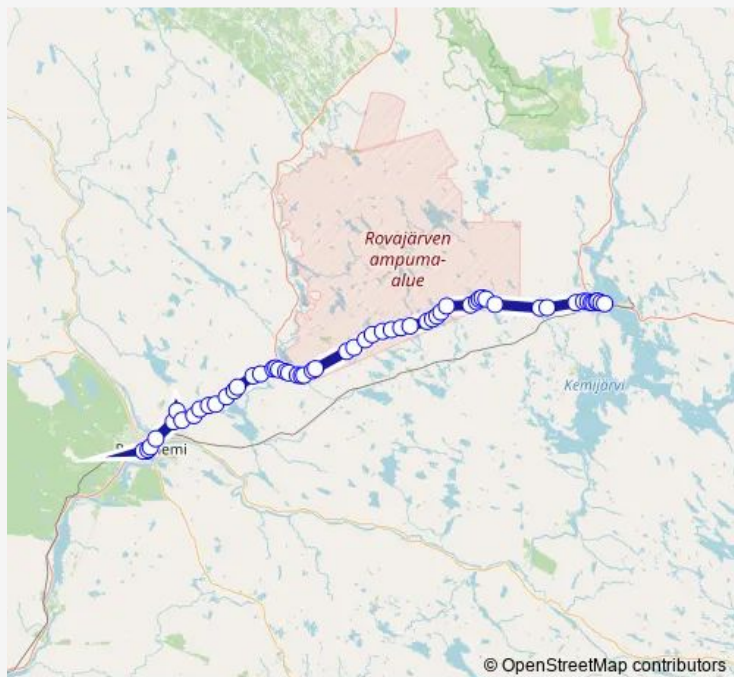 Rovajärven
ampuma-
alue
Kemijärvi
© OpenStreetMap contributors